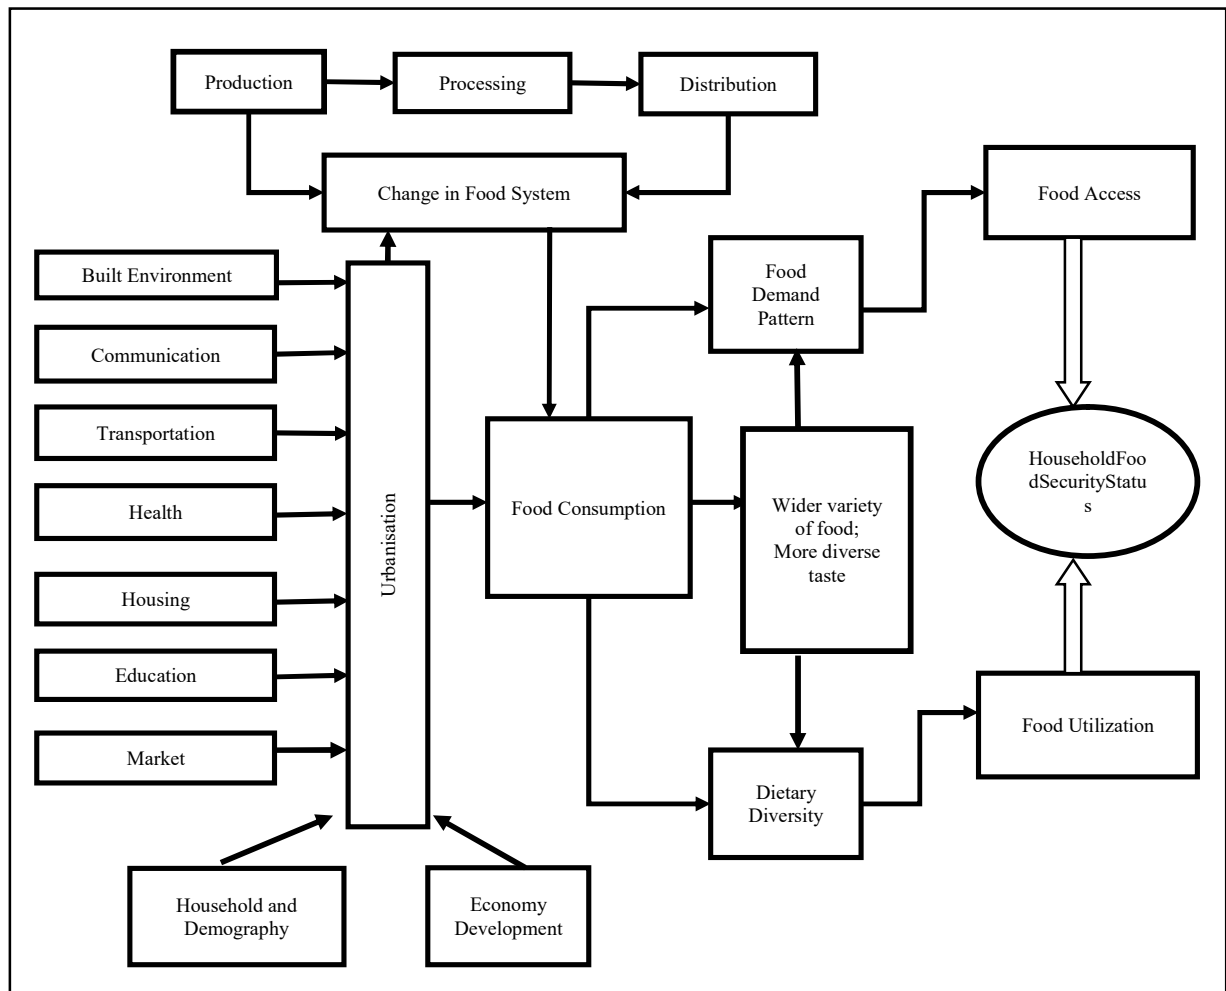 Production
Processing
Distribution
Change in Food System
Food Access
Built Environment
Food
Demand
Pattern
Communication
Transportation
Health
Housing
Education
Market
Urbanisation
Food Consumption
Wider variety
of food;
More diverse
taste
HouseholdFoo
dSecurityStatu
s
Food Utilization
Dietary
Diversity
Household and
Demography
Economy
Development